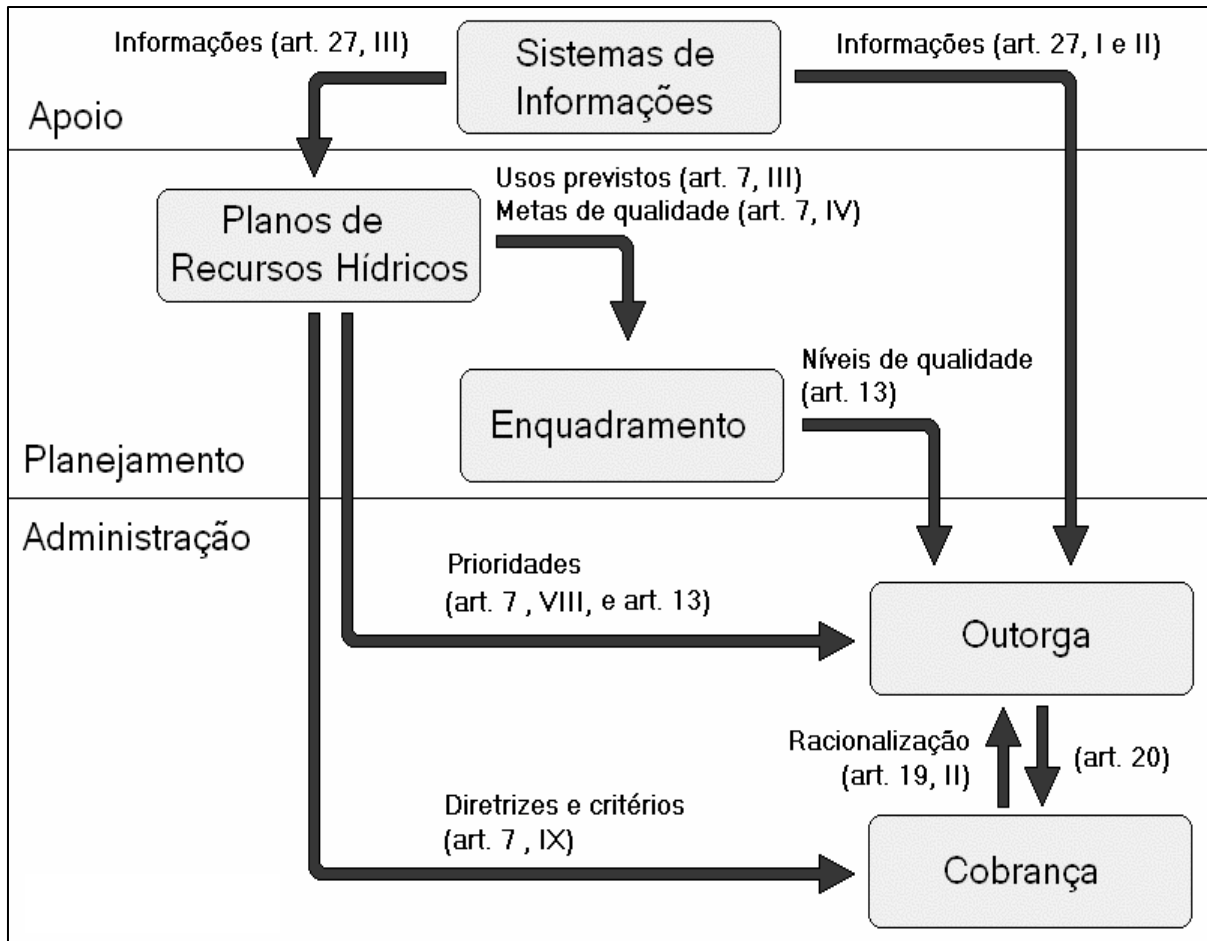 Informações (art. 27, III)
Sistemas de
Informações
Informações (art. 27, I e II)
Apoio
Planos de
Recursos Hídricos
Usos previstos (art. 7, III)
Metas de qualidade (art. 7, IV)
Níveis de qualidade
(art. 13)
Enquadramento
Planejamento
Administração
Prioridades
(art. 7 , VIII, e art. 13)
Outorga
Racionalização
(art. 19, II)
(art. 20)
Diretrizes e critérios
(art. 7 , IX)
Cobrança